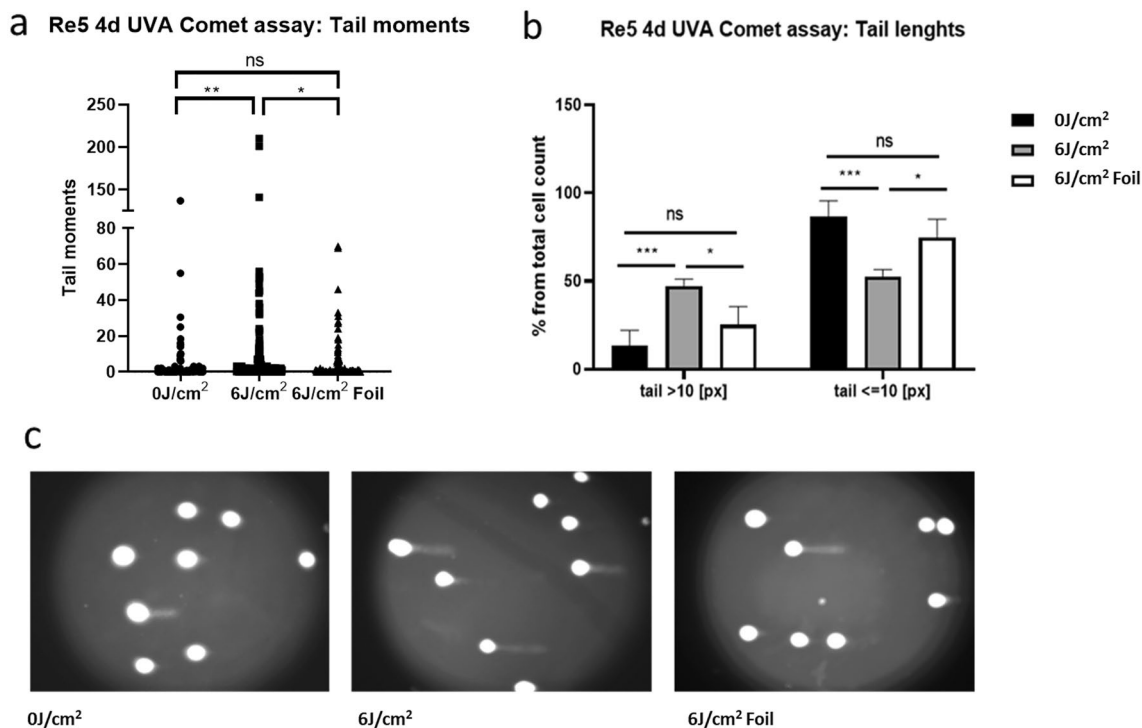 a
Re5 4d UVA Comet assay: Tail moments
ns
**
*
250
200
150
100
80
60
40
20
0
Tail moments
0J/cm²
6J/cm²
6J/cm² Foil
b
Re5 4d UVA Comet assay: Tail lenghts
150
100
50
0
% from total cell count
ns
***
*
ns
***
*
tail >10 [px]
tail <=10 [px]
0J/cm²
6J/cm²
6J/cm² Foil
c
0J/cm²
6J/cm²
6J/cm² Foil